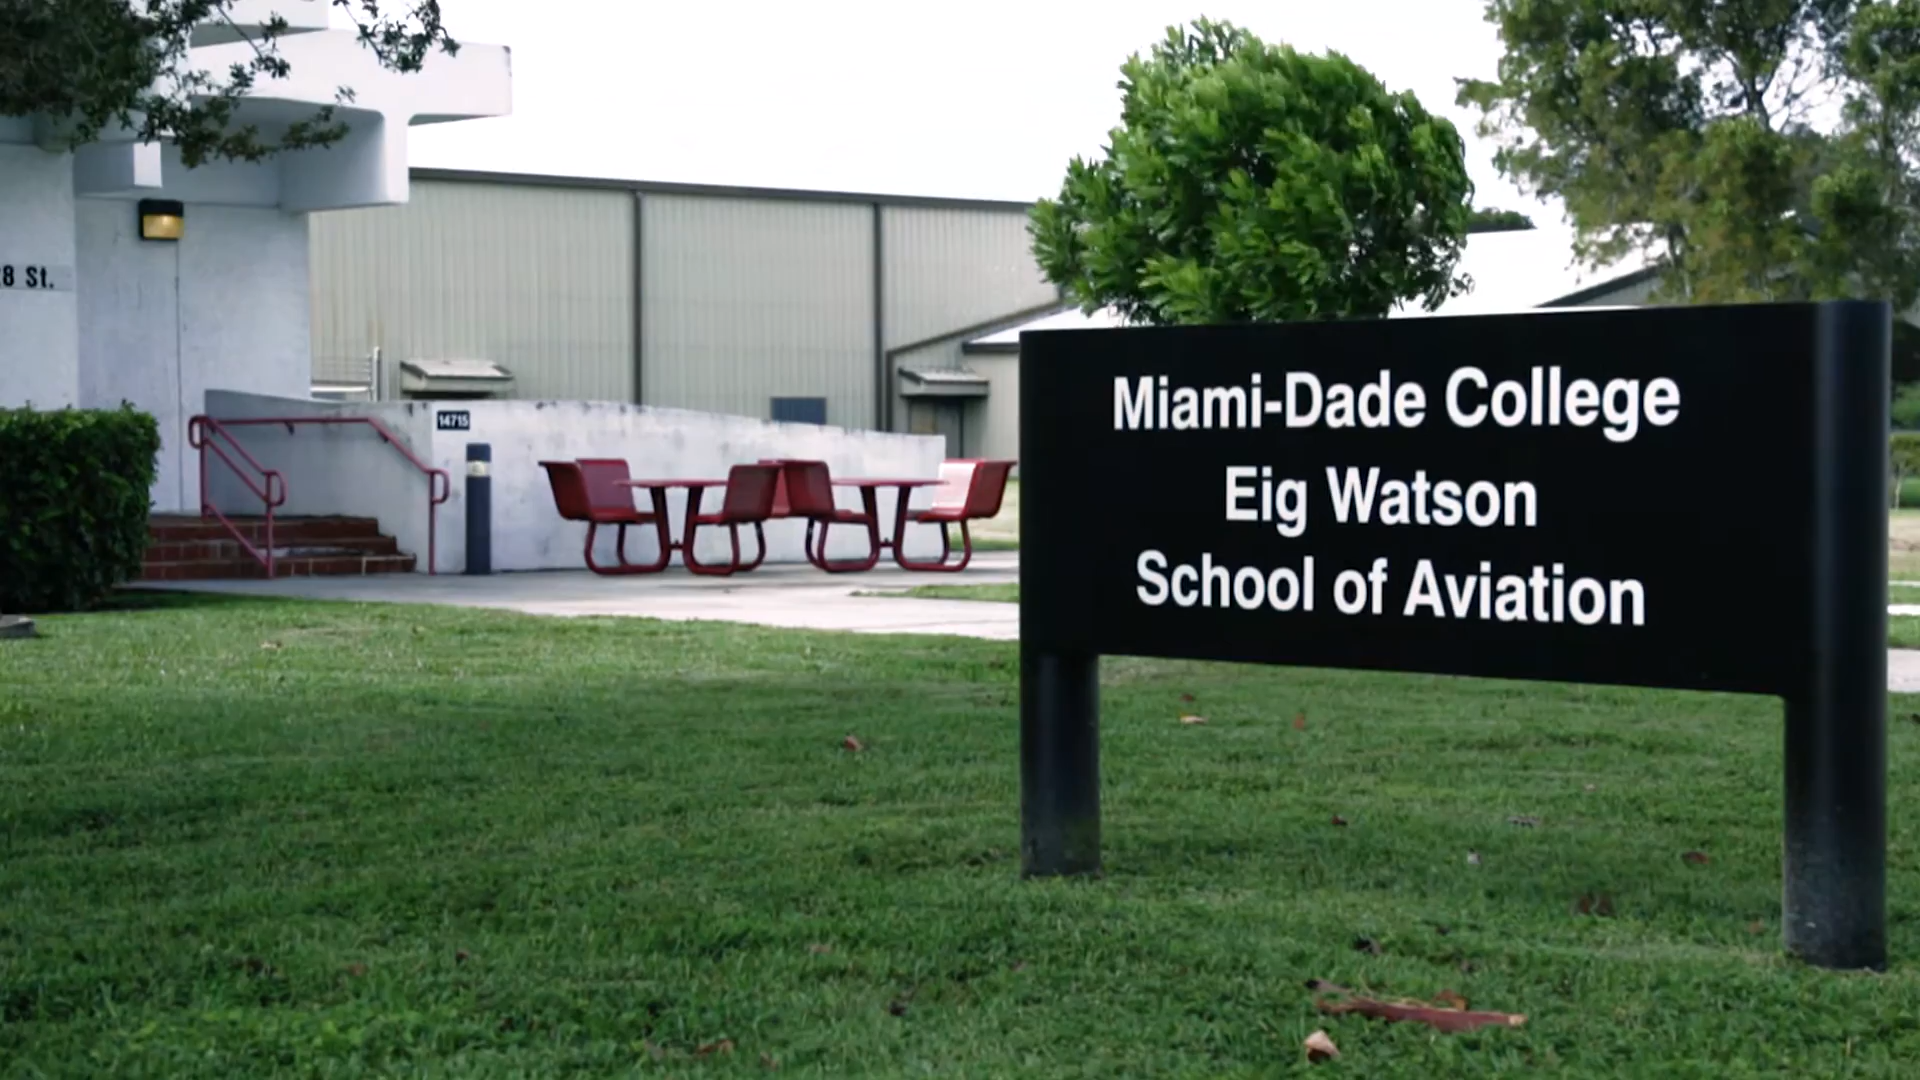 8 St.
14715
Miami-Dade College
Eig Watson
School of Aviation